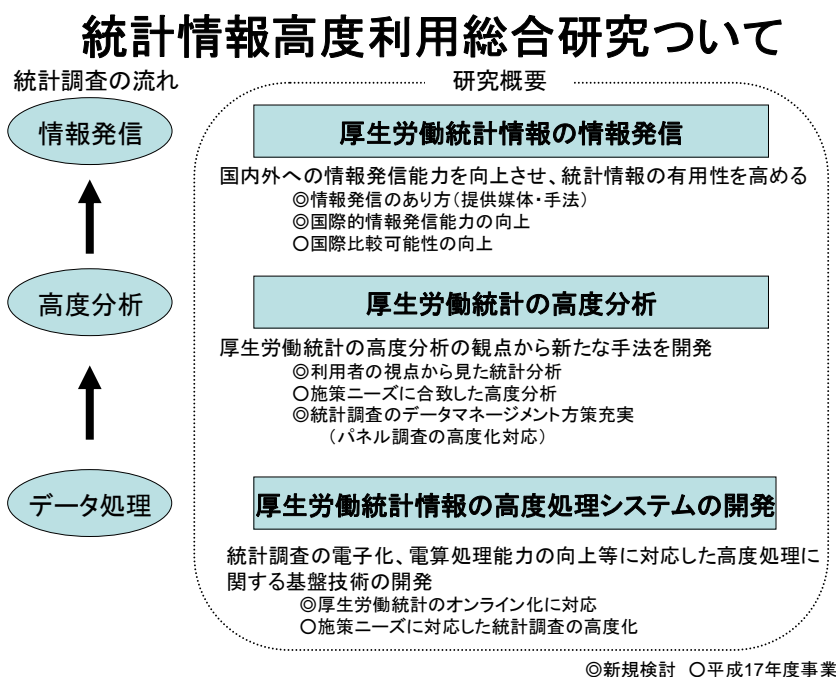 統計情報高度利用総合研究ついて
統計調査の流れ
研究概要
情報発信
厚生労働統計情報の情報発信
国内外への情報発信能力を向上させ、統計情報の有用性を高める
◎情報発信のあり方（提供媒体・手法）
◎国際的情報発信能力の向上
○国際比較可能性の向上
高度分析
厚生労働統計の高度分析
厚生労働統計の高度分析の観点から新たな手法を開発
◎利用者の視点から見た統計分析
○施策ニーズに合致した高度分析
◎統計調査のデータマネージメント方策充実
（パネル調査の高度化対応）
データ処理
厚生労働統計情報の高度処理システムの開発
統計調査の電子化、電算処理能力の向上等に対応した高度処理に
関する基盤技術の開発
◎厚生労働統計のオンライン化に対応
○施策ニーズに対応した統計調査の高度化
◎新規検討 ○平成17年度事業